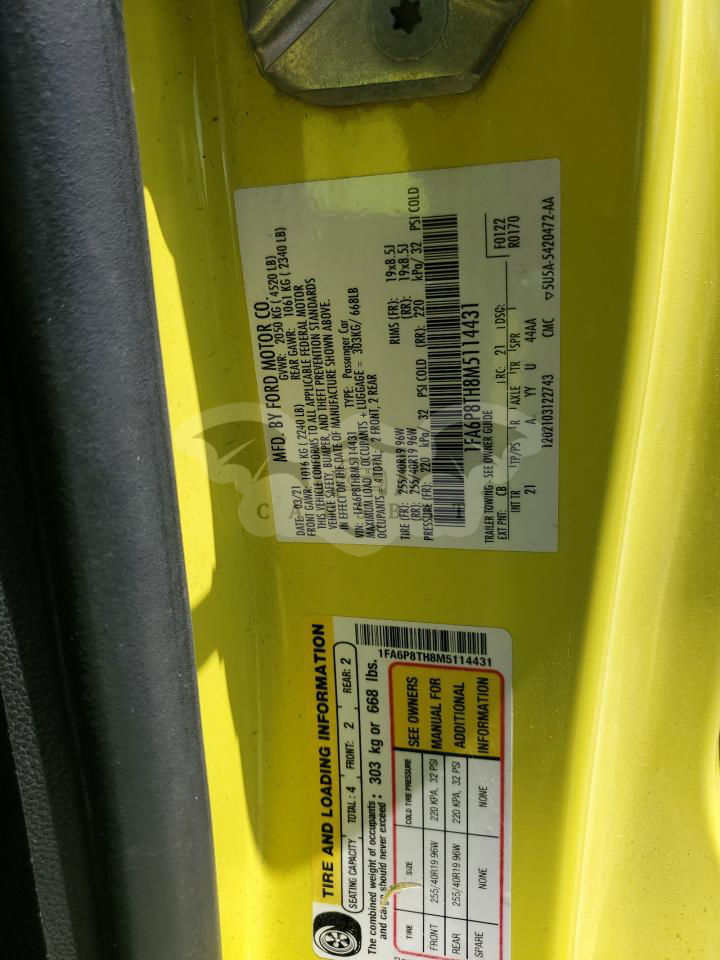 MFD. BY FORD MOTOR CO.
DATE: 03/21 GVWR: 2050 KG ( 4520 LB)
FRONT GAWR: 1016 KG ( 2240 LB) REAR GAWR: 1061 KG ( 2340 LB)
THIS VEHICLE CONFORMS TO ALL APPLICABLE FEDERAL MOTOR
VEHICLE SAFETY, BUMPER, AND THEFT PREVENTION STANDARDS
IN EFFECT ON THE DATE OF MANUFACTURE SHOWN ABOVE.
VIN: 1FA6P8TH8M5114431 TYPE: Passenger Car
MAXIMUM LOAD = OCCUPANTS + LUGGAGE = 303KG/ 668LB
OCCUPANTS = 4 TOTAL: 2 FRONT, 2 REAR
TIRE (FR): 255/40R19 96W RIMS (FR): 19x8.5J
(RR): 255/40R19 96W (RR): 19x8.5J
PRESSURE (FR): 220 kPa/ 32 PSI COLD (RR): 220 kPa/ 32 PSI COLD
1FA6P8TH8M5114431
TRAILER TOWING - SEE OWNER GUIDE
F0122
R0170
EXT PNT: C8 RC: 21 DSO:
INT TR TP/PS R AXLE TR SPR
21 A YY U 44AA
1202103122743 CMC ▽ 5U5A-5420472-AA
TIRE AND LOADING INFORMATION
SEATING CAPACITY TOTAL : 4 FRONT: 2 REAR: 2
The combined weight of occupants
and cargo should never exceed : 303 kg or 668 lbs.
1FA6P8TH8M5114431
TIRE SIZE COLD TIRE PRESSURE
FRONT 255/40R19 96W 220 KPA, 32 PSI
REAR 255/40R19 96W 220 KPA, 32 PSI
SPARE NONE NONE
SEE OWNERS
MANUAL FOR
ADDITIONAL
INFORMATION